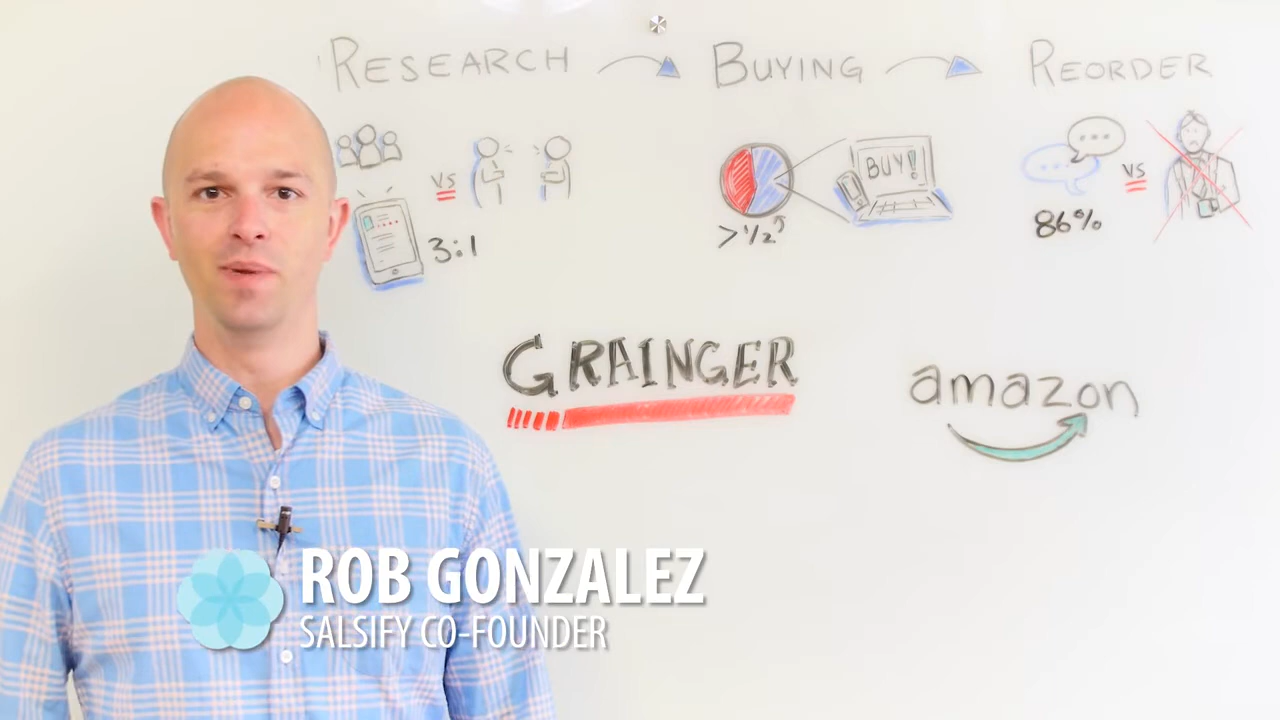 RESEARCH
BUYING
REORDER
VS
3:1
BUY!
>1/2
VS
86%
GRAINGER
amazon
ROB GONZALEZ
SALSIFY CO-FOUNDER